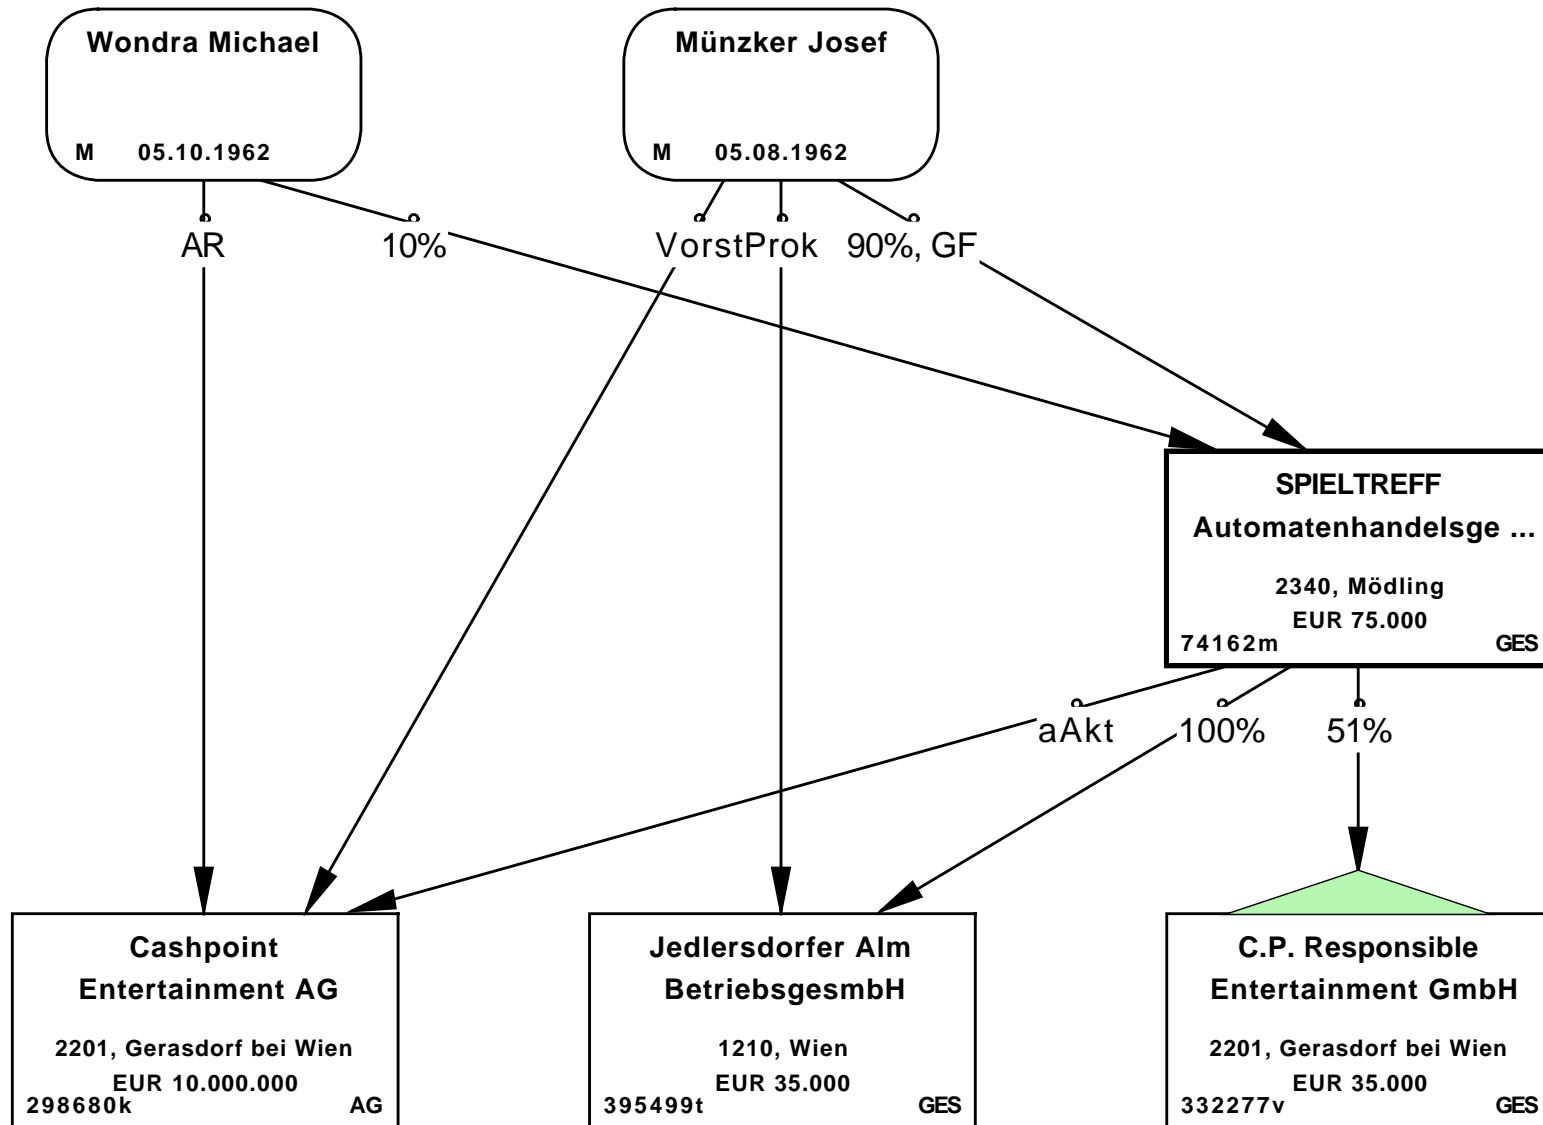 Wondra Michael
M 05.10.1962
Münzker Josef
M 05.08.1962
AR
10%
VorstProk
90%, GF
SPIELTREFF
Automatenhandelsge ...
2340, Mödling
EUR 75.000
74162m GES
aAkt
100%
51%
Cashpoint
Entertainment AG
2201, Gerasdorf bei Wien
EUR 10.000.000
298680k AG
Jedlersdorfer Alm
BetriebsgesmbH
1210, Wien
EUR 35.000
395499t GES
C.P. Responsible
Entertainment GmbH
2201, Gerasdorf bei Wien
EUR 35.000
332277v GES